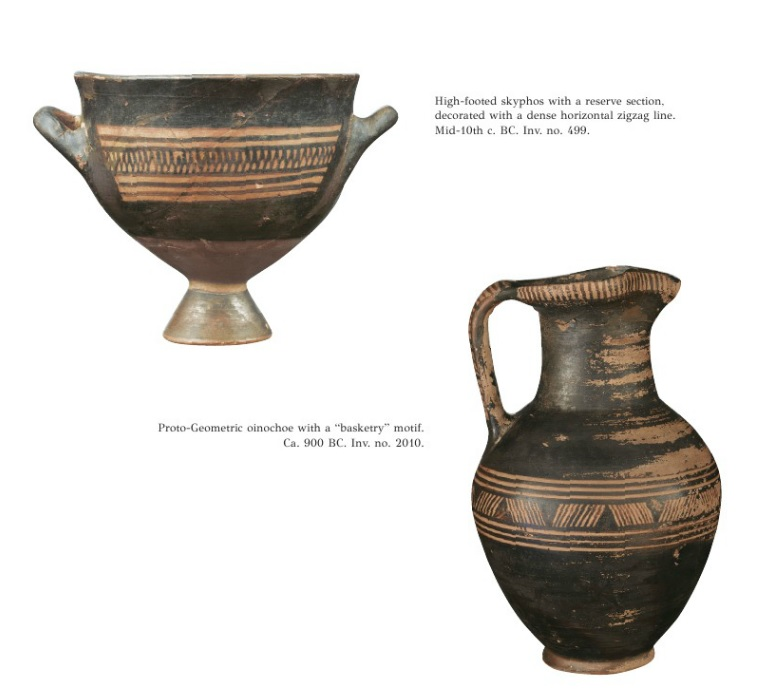 High-footed skyphos with a reserve section,
decorated with a dense horizontal zigzag line.
Mid-10th c. BC. Inv. no. 499.
Proto-Geometric oinochoe with a “basketry” motif.
Ca. 900 BC. Inv. no. 2010.